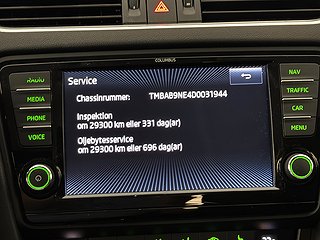 COLUMBUS
RADIO
MEDIA
PHONE
VOICE
Service
Chassinrummer: TMBAB9NE4D0031944
Inspektion
om 29300 km eller 331 dag(ar)
Oljebytesservice
om 29300 km eller 696 dag(ar)
NAV
TRAFFIC
CAR
MENU